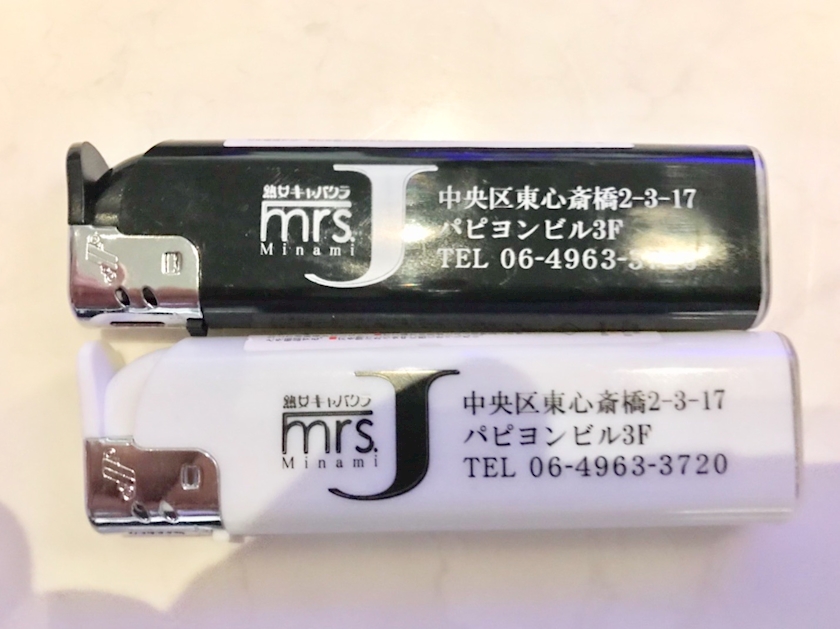 熟女キャバクラ
mrs. J
Minami
中央区東心斎橋2-3-17
パピヨンビル3F
TEL 06-4963-3720
熟女キャバクラ
mrs. J
Minami
中央区東心斎橋2-3-17
パピヨンビル3F
TEL 06-4963-3720